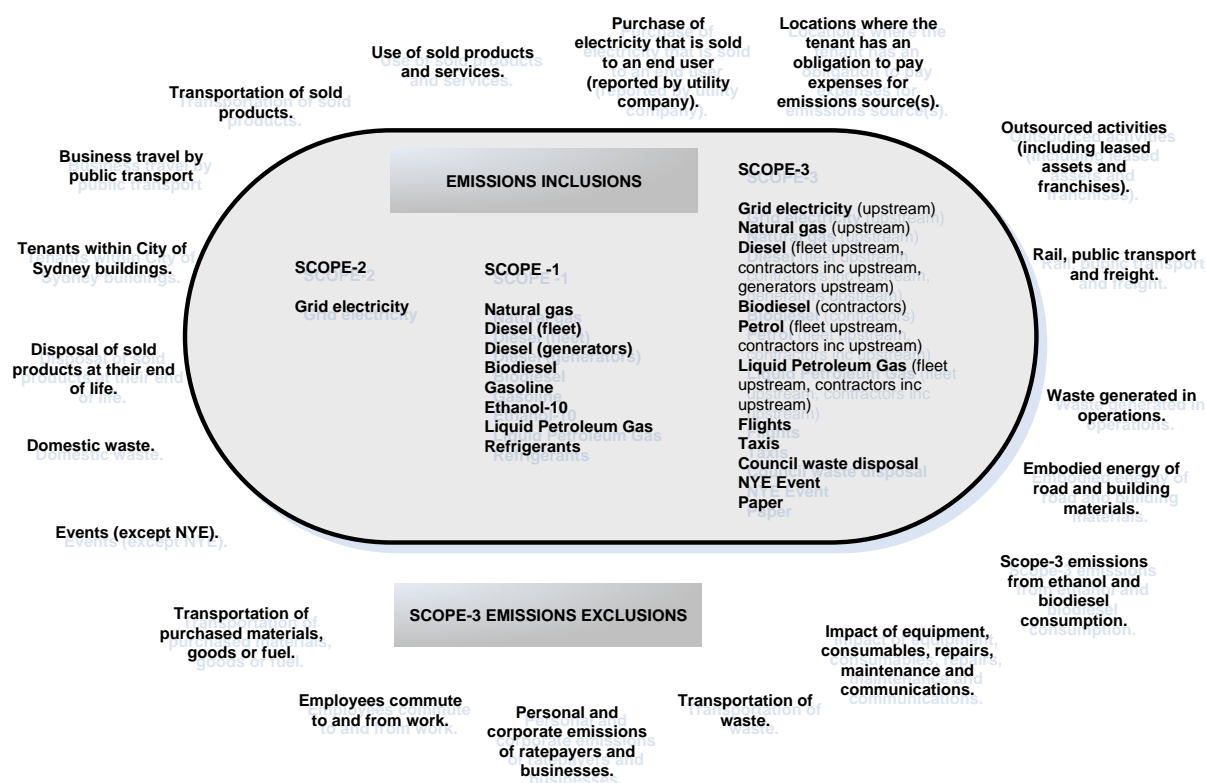 Use of sold products
and services.
Purchase of
electricity that is sold
to an end user
(reported by utility
company).
Locations where the
tenant has an
obligation to pay
expenses for
emissions source(s).
Transportation of sold
products.
Outsourced activities
(including leased
assets and
franchises).
Business travel by
public transport
EMISSIONS INCLUSIONS
Tenants within City of
Sydney buildings.
SCOPE-2
Grid electricity
SCOPE -1
Natural gas
Diesel (fleet)
Diesel (generators)
Biodiesel
Gasoline
Ethanol-10
Liquid Petroleum Gas
Refrigerants
SCOPE-3
Grid electricity (upstream)
Natural gas (upstream)
Diesel (fleet upstream,
contractors inc upstream,
generators upstream)
Biodiesel (contractors)
Petrol (fleet upstream,
contractors inc upstream)
Liquid Petroleum Gas (fleet
upstream, contractors inc
upstream)
Flights
Taxis
Council waste disposal
NYE Event
Paper
Rail, public transport
and freight.
Disposal of sold
products at their end
of life.
Waste generated in
operations.
Domestic waste.
Embodied energy of
road and building
materials.
Events (except NYE).
Scope-3 emissions
from ethanol and
biodiesel
consumption.
SCOPE-3 EMISSIONS EXCLUSIONS
Transportation of
purchased materials,
goods or fuel.
Impact of equipment,
consumables, repairs,
maintenance and
communications.
Employees commute
to and from work.
Personal and
corporate emissions
of ratepayers and
businesses.
Transportation of
waste.